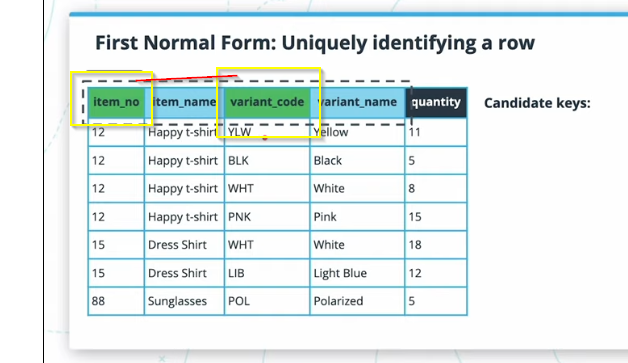 First Normal Form: Uniquely identifying a row
item_no item_name variant_code variant_name quantity
Candidate keys:
12 Happy t-shirt YLW Yellow 11
12 Happy t-shirt BLK Black 5
12 Happy t-shirt WHT White 8
12 Happy t-shirt PNK Pink 15
15 Dress Shirt WHT White 18
15 Dress Shirt LIB Light Blue 12
88 Sunglasses POL Polarized 5